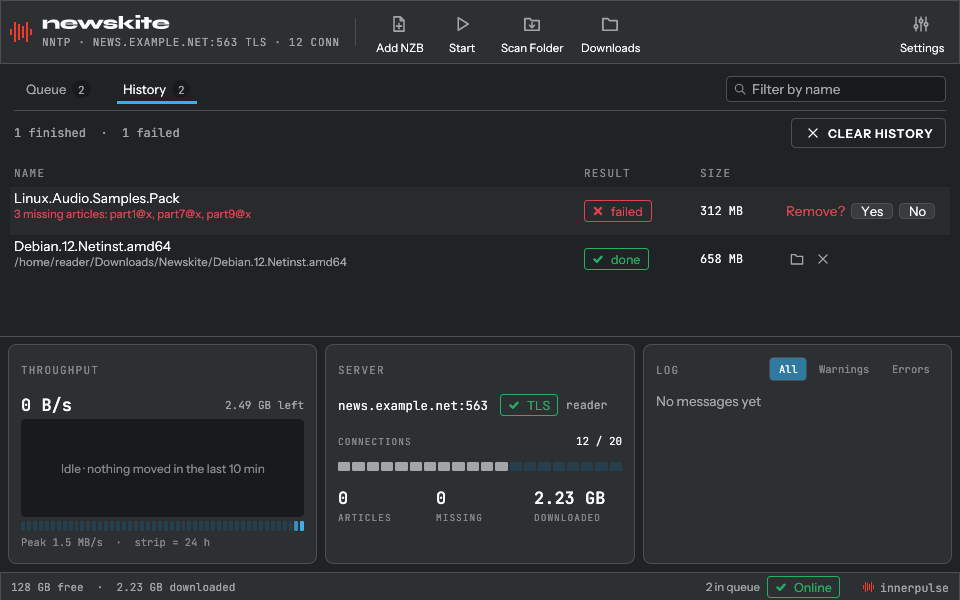 newskite
NNTP · NEWS.EXAMPLE.NET:563 TLS · 12 CONN
Add NZB
Start
Scan Folder
Downloads
Settings
Queue 2
History 2
Filter by name
1 finished · 1 failed
CLEAR HISTORY
NAME RESULT SIZE
Linux.Audio.Samples.Pack
3 missing articles: part1@x, part7@x, part9@x
failed
312 MB
Remove? Yes No
Debian.12.Netinst.amd64
/home/reader/Downloads/Newskite/Debian.12.Netinst.amd64
done
658 MB
THROUGHPUT
0 B/s 2.49 GB left
Idle · nothing moved in the last 10 min
Peak 1.5 MB/s · strip = 24 h
SERVER
news.example.net:563 TLS reader
CONNECTIONS 12 / 20
0 0 2.23 GB
ARTICLES MISSING DOWNLOADED
LOG All Warnings Errors
No messages yet
128 GB free · 2.23 GB downloaded
2 in queue Online innerpulse